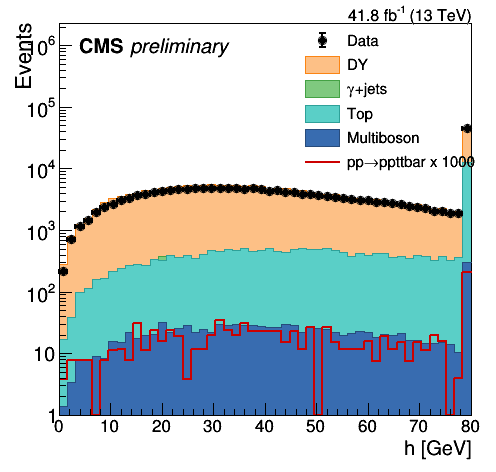 41.8 fb⁻¹ (13 TeV)
CMS preliminary
Events
Data
DY
γ+jets
Top
Multiboson
pp→ppttbar x 1000
10⁶
10⁵
10⁴
10³
10²
10
1
0 10 20 30 40 50 60 70 80
h [GeV]